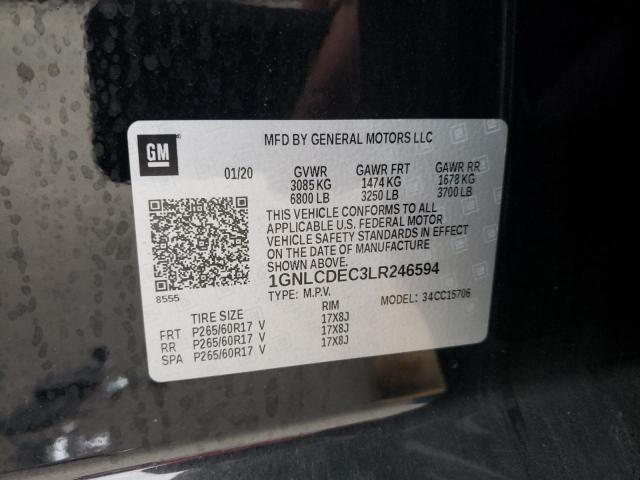 GM
MFD BY GENERAL MOTORS LLC
01/20 GVWR GAWR FRT GAWR RR
3085 KG 1474 KG 1678 KG
6800 LB 3250 LB 3700 LB
THIS VEHICLE CONFORMS TO ALL
APPLICABLE U.S. FEDERAL MOTOR
VEHICLE SAFETY STANDARDS IN EFFECT
ON THE DATE OF MANUFACTURE
SHOWN ABOVE.
1GNLCDEC3LR246594
8555 TYPE: M.P.V. MODEL: 34CC15706
TIRE SIZE RIM
FRT P265/60R17 V 17X8J
RR P265/60R17 V 17X8J
SPA P265/60R17 V 17X8J